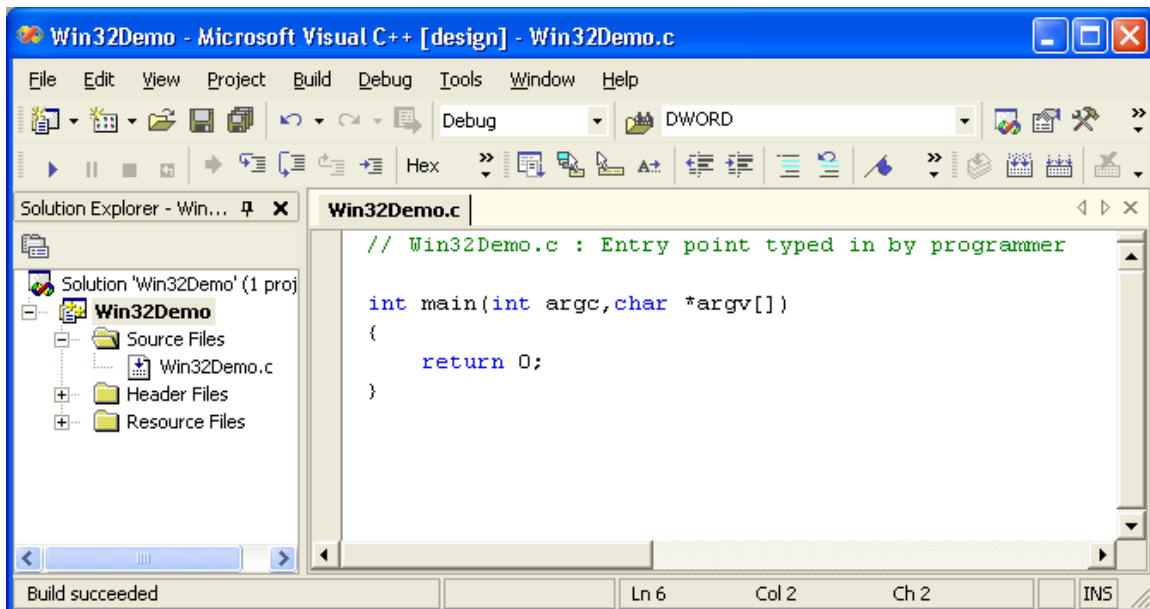 Win32Demo - Microsoft Visual C++ [design] - Win32Demo.c
File Edit View Project Build Debug Tools Window Help
Debug DWORD
Hex
Solution Explorer - Win...
Win32Demo.c
Solution 'Win32Demo' (1 proj
Win32Demo
Source Files
Win32Demo.c
Header Files
Resource Files
// Win32Demo.c : Entry point typed in by programmer
int main(int argc,char *argv[])
{
return 0;
}
Build succeeded Ln 6 Col 2 Ch 2 INS